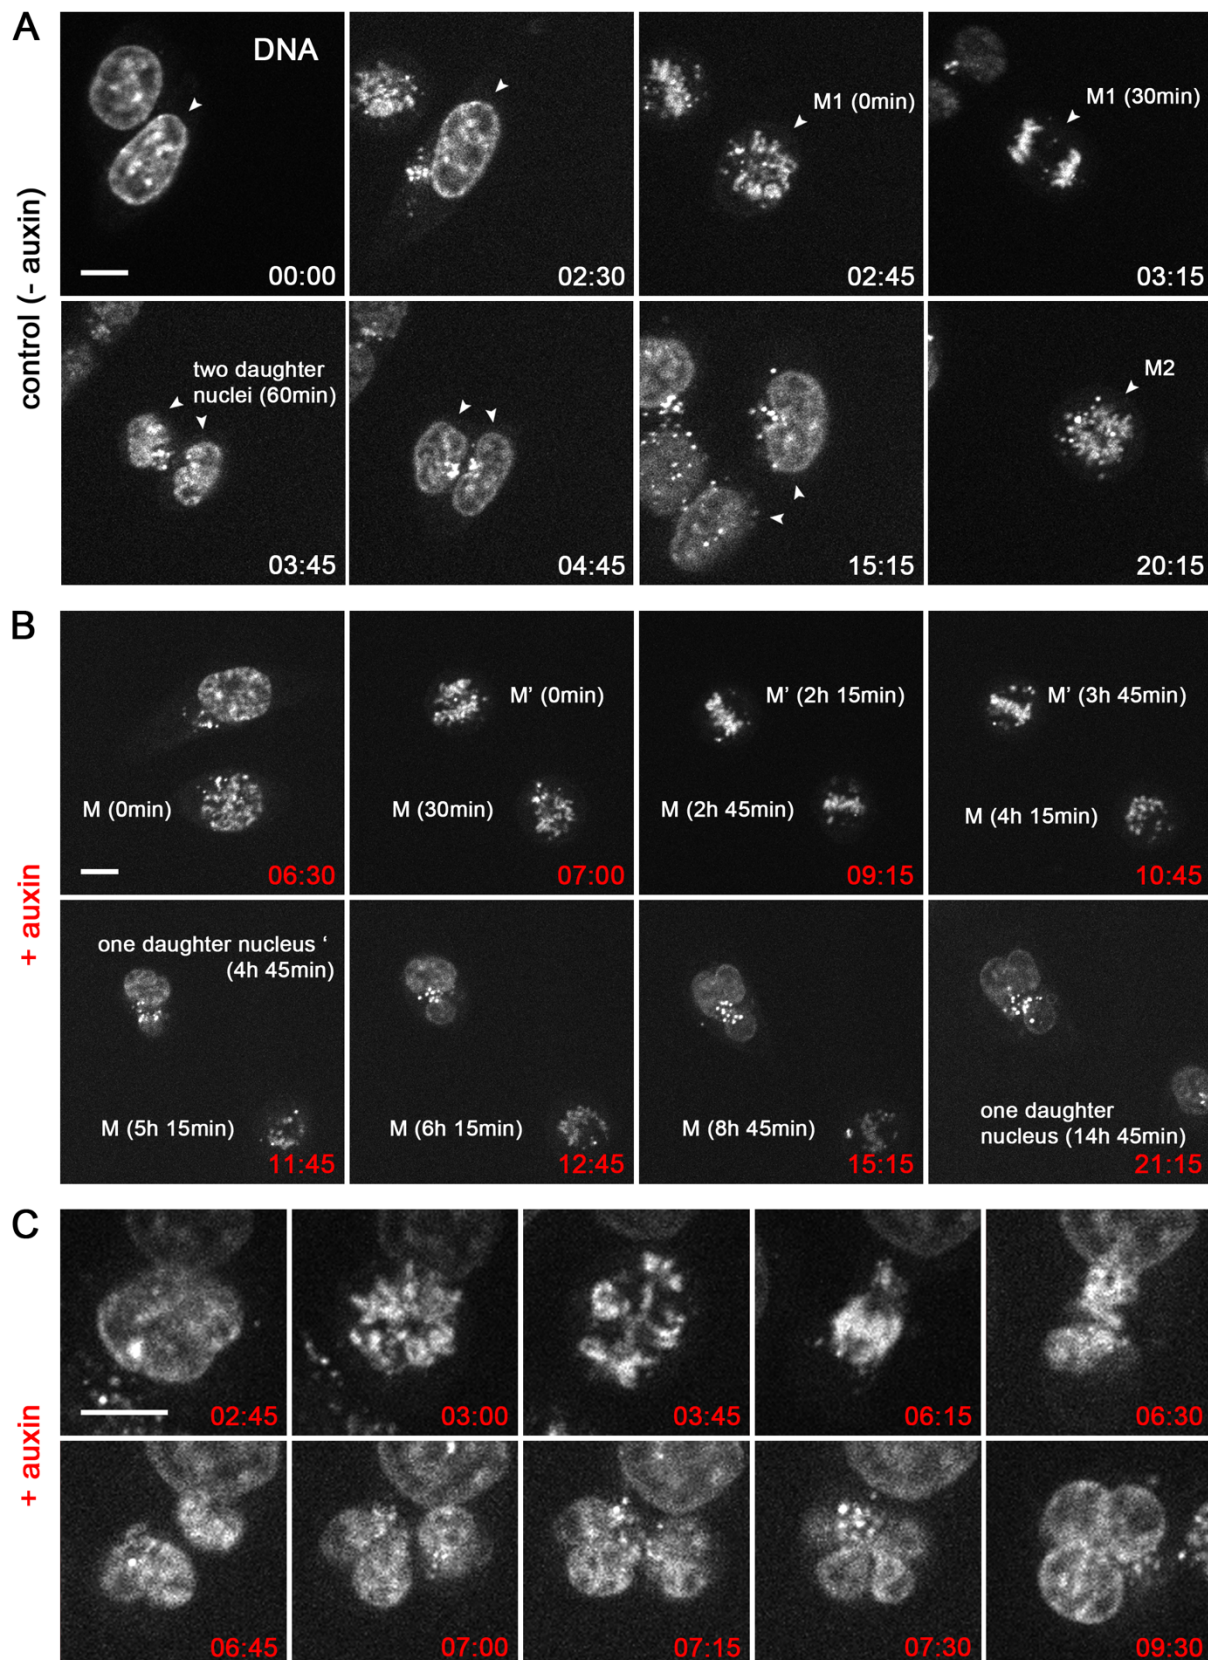 A
control (- auxin)
DNA
00:00
02:30
M1 (0min)
02:45
M1 (30min)
03:15
two daughter
nuclei (60min)
03:45
04:45
15:15
M2
20:15
B
+ auxin
M (0min)
06:30
M' (0min)
M (30min)
07:00
M' (2h 15min)
M (2h 45min)
09:15
M' (3h 45min)
M (4h 15min)
10:45
one daughter nucleus ‘
(4h 45min)
M (5h 15min)
11:45
M (6h 15min)
12:45
M (8h 45min)
15:15
one daughter
nucleus (14h 45min)
21:15
C
+ auxin
02:45
03:00
03:45
06:15
06:30
06:45
07:00
07:15
07:30
09:30